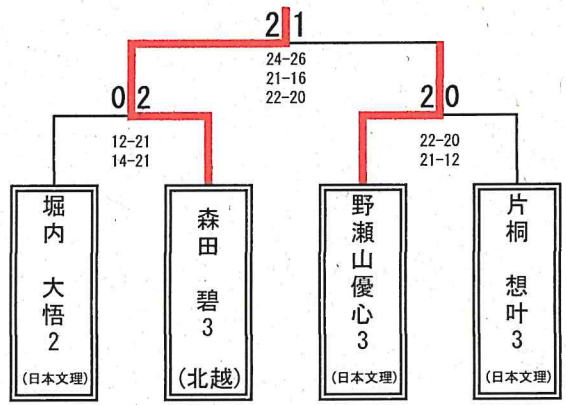 2 1
24-26
21-16
22-20
0 2
12-21
14-21
2 0
22-20
21-12
堀内 大悟 2
(日本文理)
森田 碧 3
(北越)
野瀬山優心 3
(日本文理)
片桐 想叶 3
(日本文理)